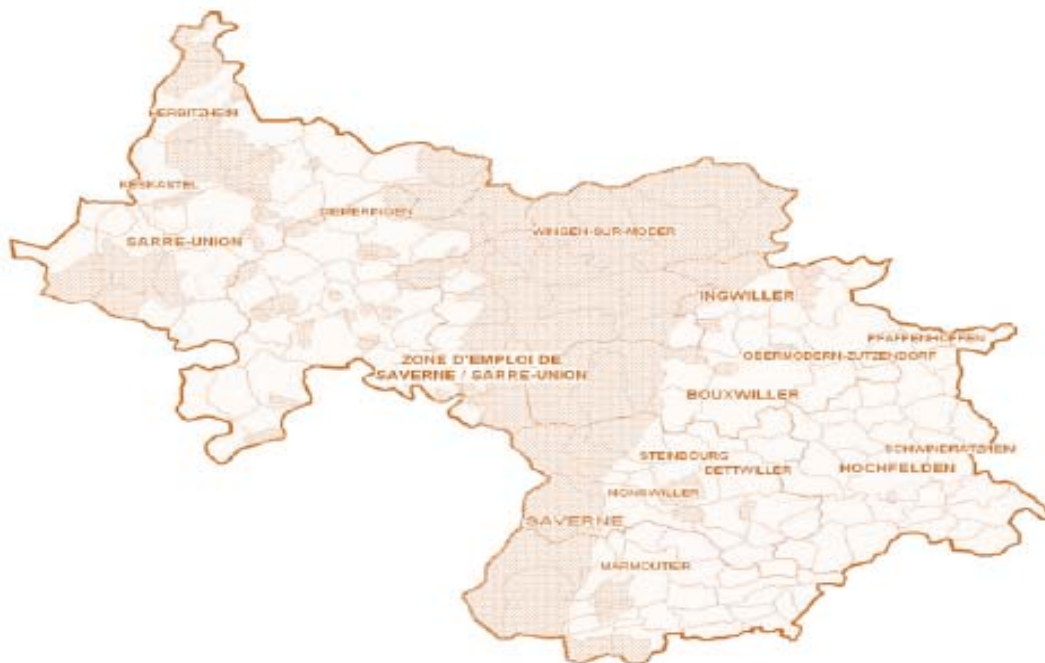 HERBITZHEIM
KESKASTEL
DIEMERINGEN
SARRE-UNION
WINGEN-SUR-MODER
INGWILLER
PFAFFENHOFFEN
OBERMODERN-ZUTZENDORF
ZONE D'EMPLOI DE
SAVERNE / SARRE-UNION
BOUXWILLER
STEINBOURG
SCHWINDRATZHEIM
DETTWILLER
HOCHFELDEN
MONSWILLER
SAVERNE
MARMOUTIER